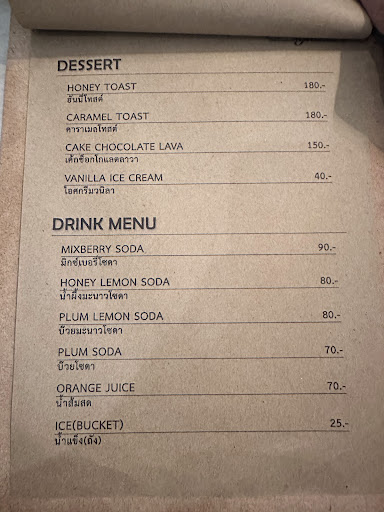 DESSERT
HONEY TOAST 180.-
ฮันนี่โทสต์
CARAMEL TOAST 180.-
คาราเมลโทสต์
CAKE CHOCOLATE LAVA 150.-
เค้กช็อกโกแลตลาวา
VANILLA ICE CREAM 40.-
ไอศกรีมวนิลา
DRINK MENU
MIXBERRY SODA 90.-
มิกซ์เบอรี่โซดา
HONEY LEMON SODA 80.-
น้ำผึ้งมะนาวโซดา
PLUM LEMON SODA 80.-
บ๊วยมะนาวโซดา
PLUM SODA 70.-
บ๊วยโซดา
ORANGE JUICE 70.-
น้ำส้มสด
ICE(BUCKET) 25.-
น้ำแข็ง(ถัง)